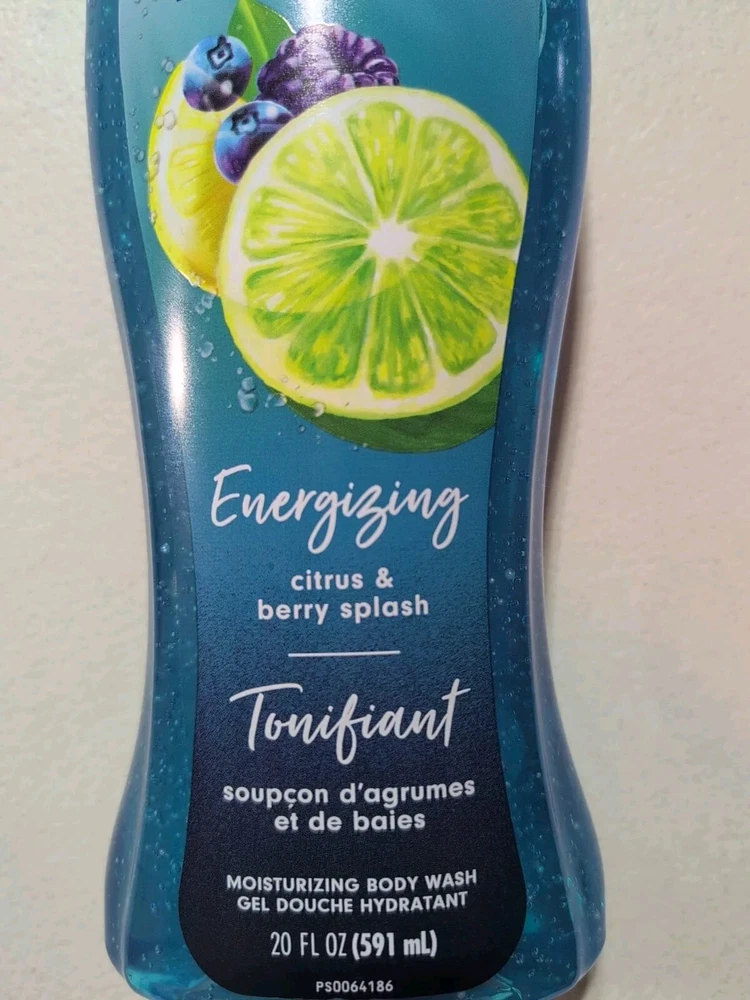 Energizing
citrus &
berry splash
Tonifiant
soupçon d'agrumes
et de baies
MOISTURIZING BODY WASH
GEL DOUCHE HYDRATANT
20 FL OZ (591 mL)
PS0064186